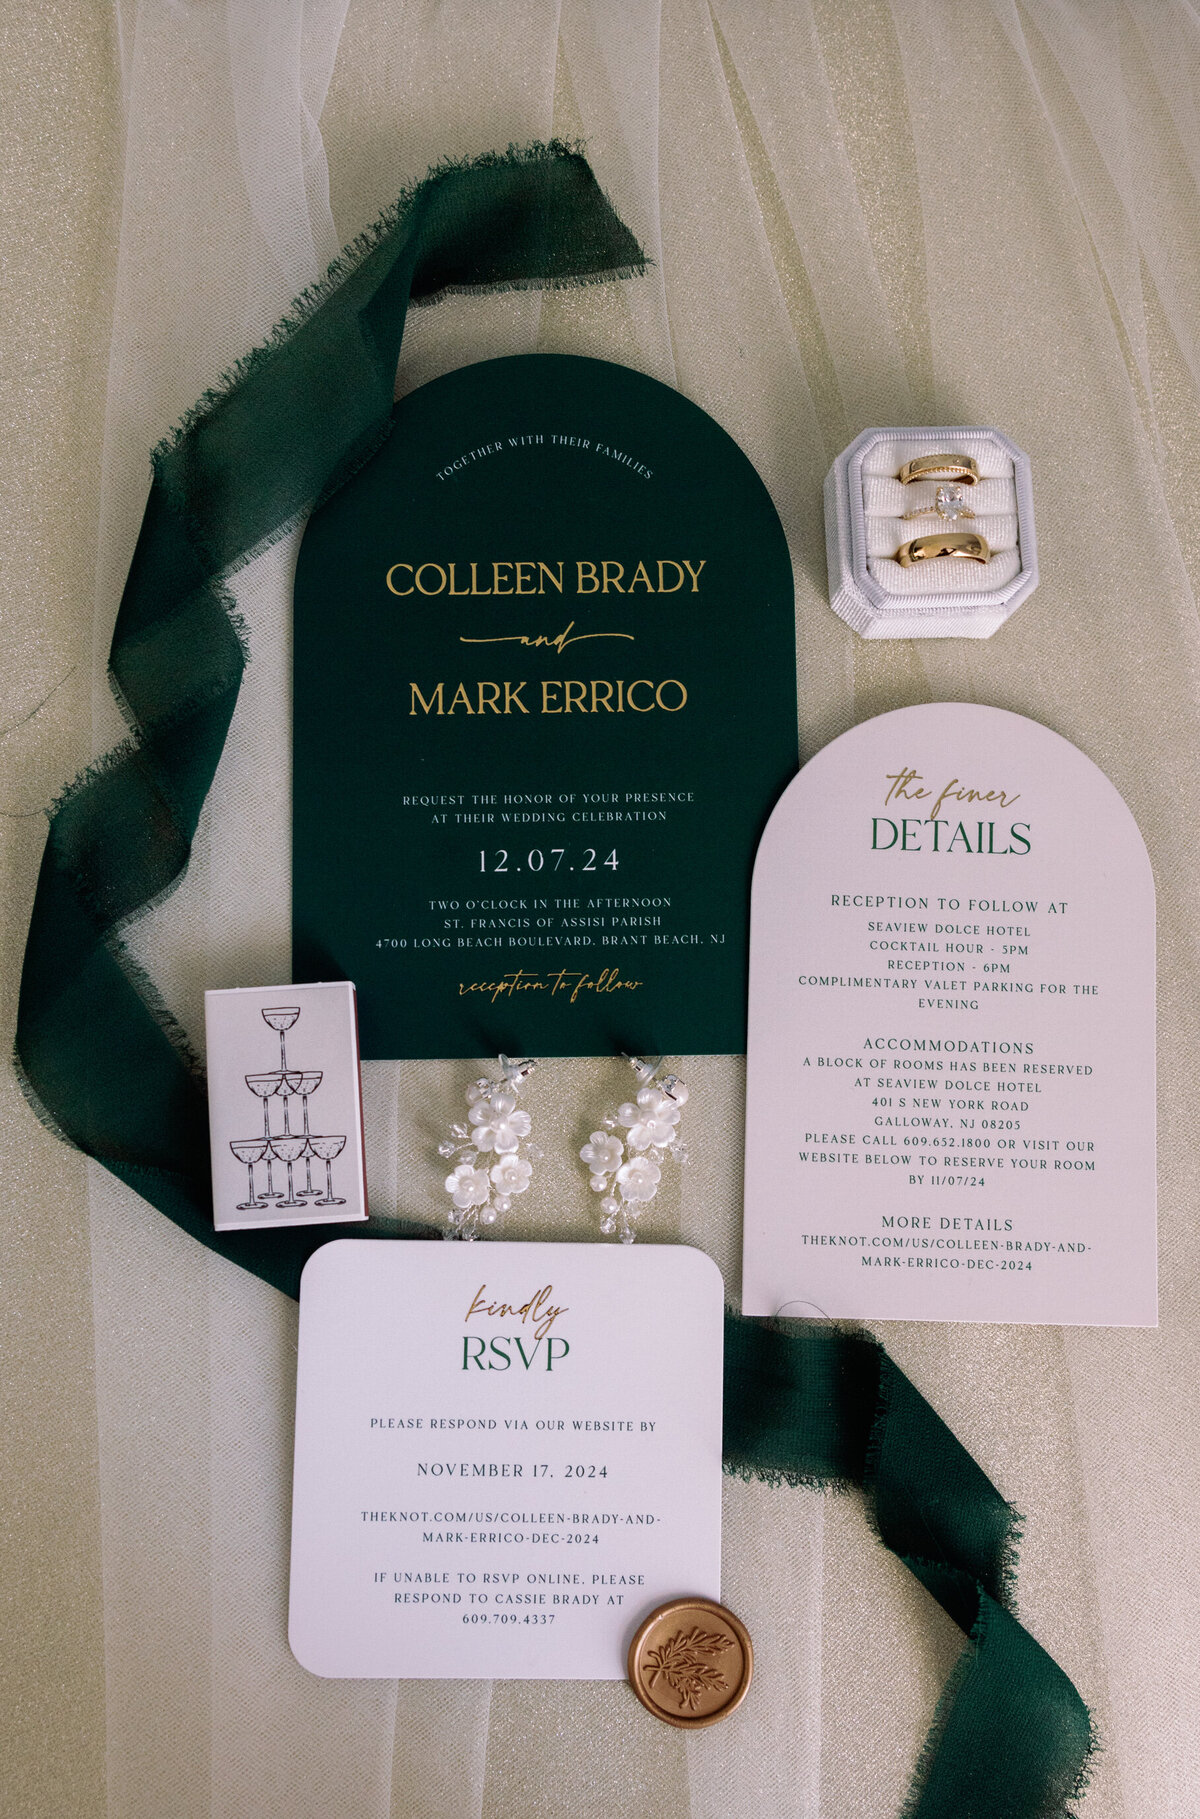 TOGETHER WITH THEIR FAMILIES
COLLEEN BRADY
and
MARK ERRICO
REQUEST THE HONOR OF YOUR PRESENCE
AT THEIR WEDDING CELEBRATION
12.07.24
TWO O'CLOCK IN THE AFTERNOON
ST. FRANCIS OF ASSISI PARISH
4700 LONG BEACH BOULEVARD, BRANT BEACH, NJ
reception to follow
the finer
DETAILS
RECEPTION TO FOLLOW AT
SEAVIEW DOLCE HOTEL
COCKTAIL HOUR - 5PM
RECEPTION - 6PM
COMPLIMENTARY VALET PARKING FOR THE
EVENING
ACCOMMODATIONS
A BLOCK OF ROOMS HAS BEEN RESERVED
AT SEAVIEW DOLCE HOTEL
401 S NEW YORK ROAD
GALLOWAY, NJ 08205
PLEASE CALL 609.652.1800 OR VISIT OUR
WEBSITE BELOW TO RESERVE YOUR ROOM
BY 11/07/24
MORE DETAILS
THEKNOT.COM/US/COLLEEN-BRADY-AND-
MARK-ERRICO-DEC-2024
kindly
RSVP
PLEASE RESPOND VIA OUR WEBSITE BY
NOVEMBER 17, 2024
THEKNOT.COM/US/COLLEEN-BRADY-AND-
MARK-ERRICO-DEC-2024
IF UNABLE TO RSVP ONLINE, PLEASE
RESPOND TO CASSIE BRADY AT
609.709.4337